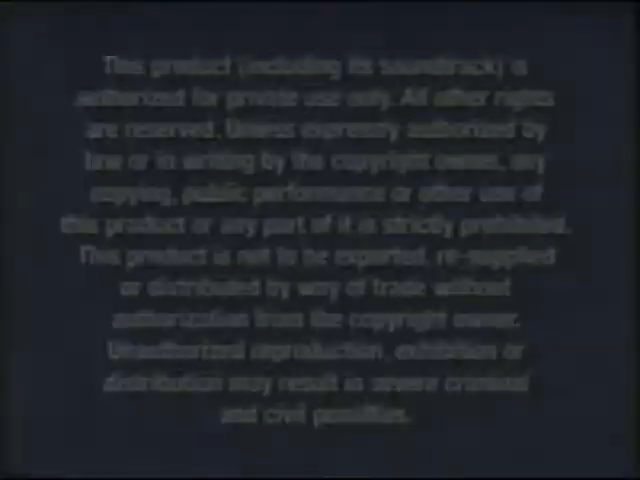 This product (including its soundtrack) is
authorized for private use only. All other rights
are reserved. Unless expressly authorized by
law or in writing by the copyright owner, any
copying, public performance or other use of
this product or any part of it is strictly prohibited.
This product is not to be exported, re-supplied
or distributed by way of trade without
authorization from the copyright owner.
Unauthorized reproduction, exhibition or
distribution may result in severe criminal
and civil penalties.